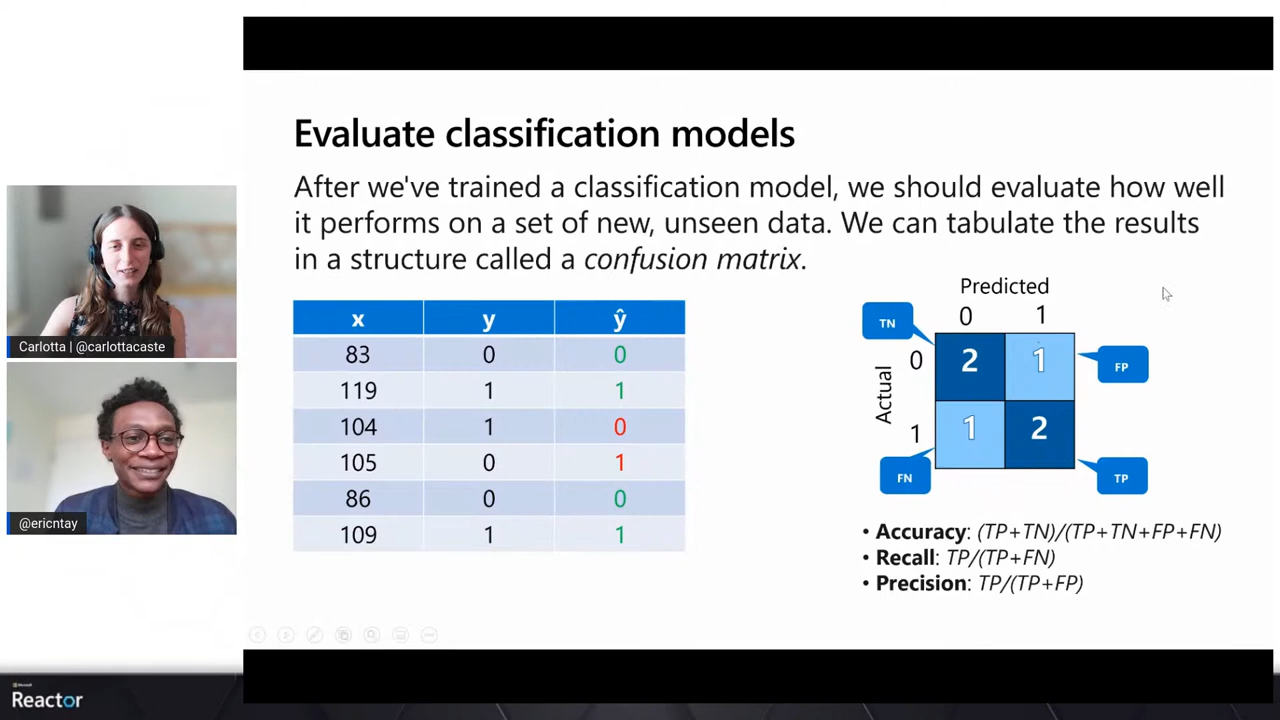 Evaluate classification models
After we've trained a classification model, we should evaluate how well
it performs on a set of new, unseen data. We can tabulate the results
in a structure called a confusion matrix.
x y ŷ
83 0 0
119 1 1
104 1 0
105 0 1
86 0 0
109 1 1
Predicted
0 1
TN
Actual
0 2 1
FP
1 1 2
FN
TP
• Accuracy: (TP+TN)/(TP+TN+FP+FN)
• Recall: TP/(TP+FN)
• Precision: TP/(TP+FP)
Carlotta | @carlottacaste
@ericntay
Microsoft
Reactor